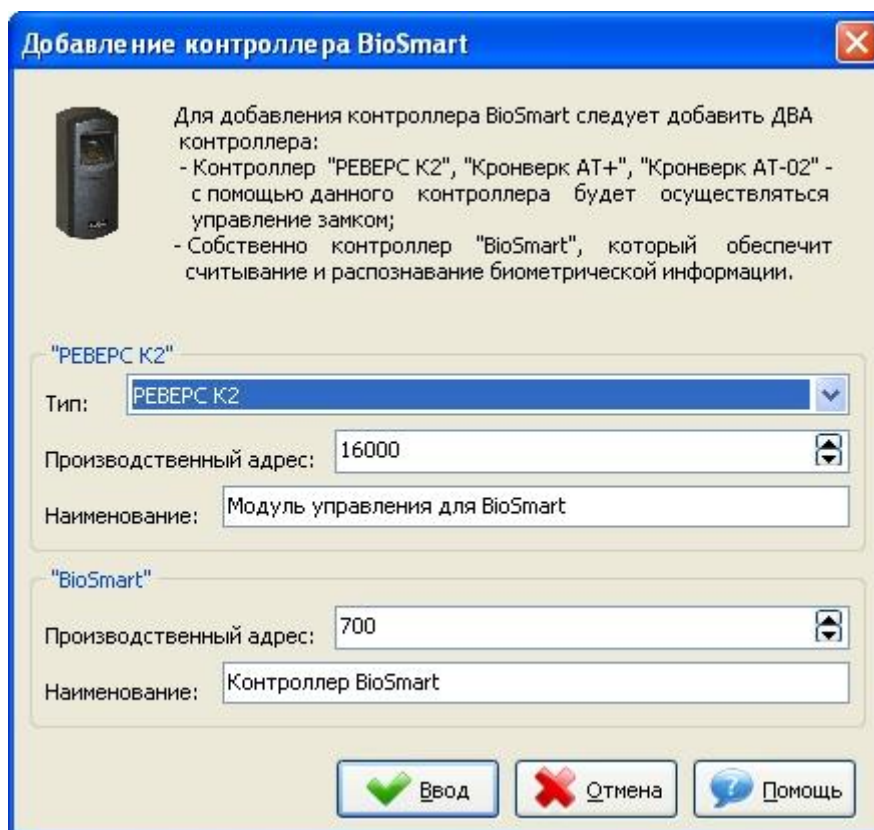 Добавление контроллера BioSmart
Для добавления контроллера BioSmart следует добавить ДВА
контроллера:
- Контроллер "РЕВЕРС К2", "Кронверк АТ+", "Кронверк АТ-02" -
с помощью данного контроллера будет осуществляться
управление замком;
- Собственно контроллер "BioSmart", который обеспечит
считывание и распознавание биометрической информации.
"РЕВЕРС К2"
Тип: РЕВЕРС К2
Производственный адрес: 16000
Наименование: Модуль управления для BioSmart
"BioSmart"
Производственный адрес: 700
Наименование: Контроллер BioSmart
Ввод Отмена Помощь